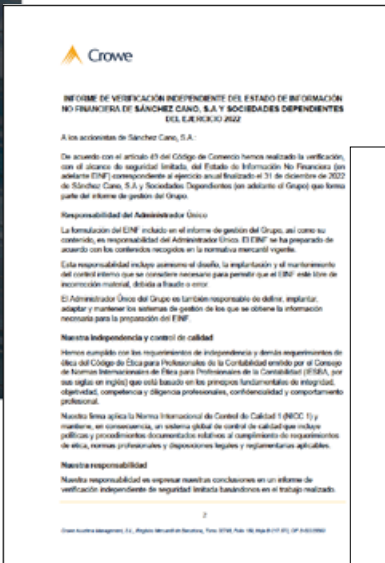 Crowe
INFORME DE VERIFICACIÓN INDEPENDIENTE DEL ESTADO DE INFORMACIÓN
NO FINANCIERA DE SÁNCHEZ CANO, S.A Y SOCIEDADES DEPENDIENTES
DEL EJERCICIO 2022
A los accionistas de Sánchez Cano, S.A.:
De acuerdo con el artículo 49 del Código de Comercio hemos realizado la verificación,
con el alcance de seguridad limitada, del Estado de Información No Financiera (en
adelante EINF) correspondiente al ejercicio anual finalizado el 31 de diciembre de 2022
de Sánchez Cano, S.A y Sociedades Dependientes (en adelante el Grupo) que forma
parte del informe de gestión del Grupo.
Responsabilidad del Administrador Único
La formulación del EINF incluido en el informe de gestión del Grupo, así como su
contenido, es responsabilidad del Administrador Único. El EINF se ha preparado de
acuerdo con los contenidos recogidos en la normativa mercantil vigente.
Esta responsabilidad incluye asimismo el diseño, la implantación y el mantenimiento
del control interno que se considere necesario para permitir que el EINF esté libre de
incorrección material, debida a fraude o error.
El Administrador Único del Grupo es también responsable de definir, implantar,
adaptar y mantener los sistemas de gestión de los que se obtiene la información
necesaria para la preparación del EINF.
Nuestra independencia y control de calidad
Hemos cumplido con los requerimientos de independencia y demás requerimientos de
ética del Código de Ética para Profesionales de la Contabilidad emitido por el Consejo
de Normas Internacionales de Ética para Profesionales de la Contabilidad (IESBA, por
sus siglas en inglés) que está basado en los principios fundamentales de integridad,
objetividad, competencia y diligencia profesionales, confidencialidad y comportamiento
profesional.
Nuestra firma aplica la Norma Internacional de Control de Calidad 1 (NICC 1) y
mantiene, en consecuencia, un sistema global de control de calidad que incluye
políticas y procedimientos documentados relativos al cumplimiento de requerimientos
de ética, normas profesionales y disposiciones legales y reglamentarias aplicables.
Nuestra responsabilidad
Nuestra responsabilidad es expresar nuestras conclusiones en un informe de
verificación independiente de seguridad limitada basándonos en el trabajo realizado.
2
Registro Mercantil de Barcelona,